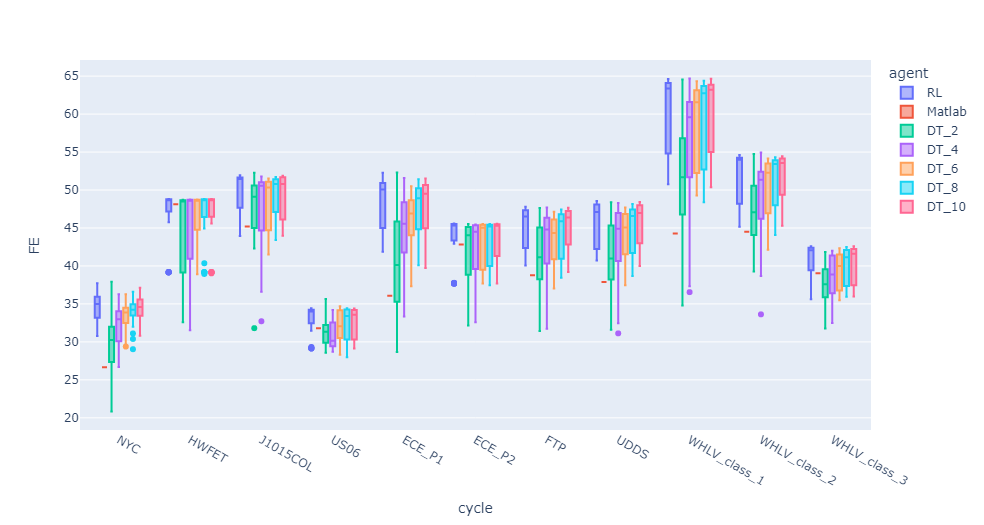 agent
RL
Matlab
DT_2
DT_4
DT_6
DT_8
DT_10
FE
65
60
55
50
45
40
35
30
25
20
NYC
HWFET
J1015COL
US06
ECE_P1
ECE_P2
FTP
UDDS
WHLV_class_1
WHLV_class_2
WHLV_class_3
cycle